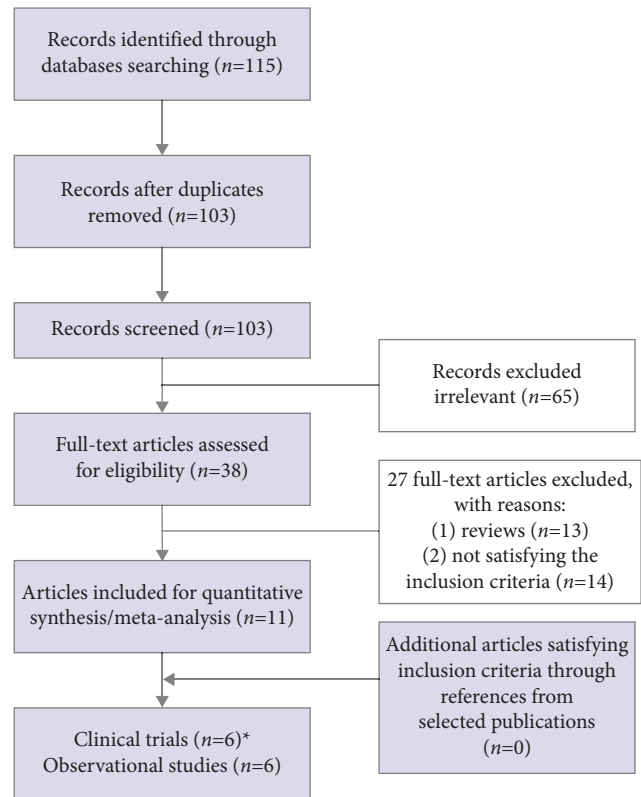 Records identified through
databases searching (n=115)
Records after duplicates
removed (n=103)
Records screened (n=103)
Records excluded
irrelevant (n=65)
Full-text articles assessed
for eligibility (n=38)
27 full-text articles excluded,
with reasons:
(1) reviews (n=13)
(2) not satisfying the
inclusion criteria (n=14)
Articles included for quantitative
synthesis/meta-analysis (n=11)
Additional articles satisfying
inclusion criteria through
references from
selected publications
(n=0)
Clinical trials (n=6)*
Observational studies (n=6)